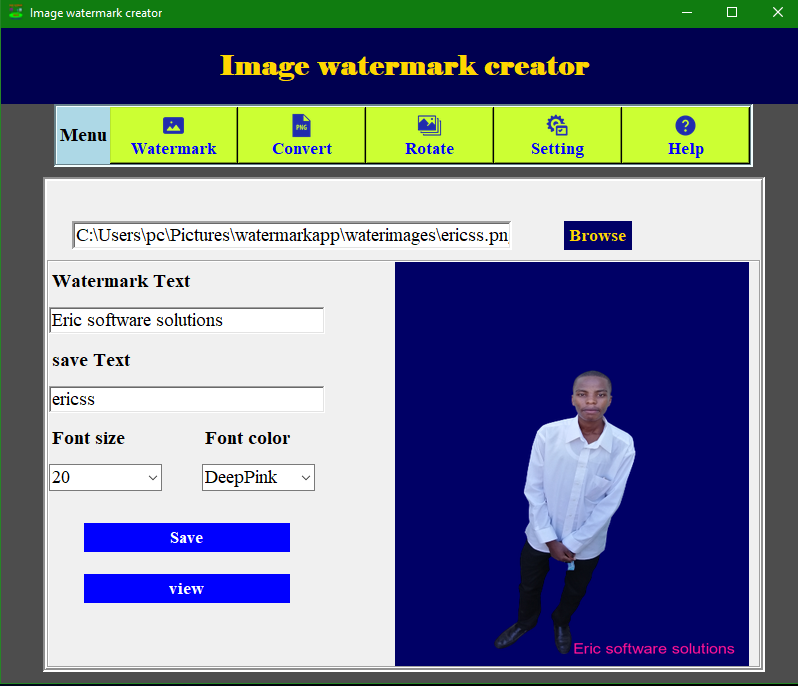 Image watermark creator
Image watermark creator
Menu
Watermark
PNG
Convert
Rotate
Setting
Help
C:\Users\pc\Pictures\watermarkapp\waterimages\ericss.pn
Browse
Watermark Text
Eric software solutions
save Text
ericss
Font size
Font color
20
DeepPink
Save
view
Eric software solutions